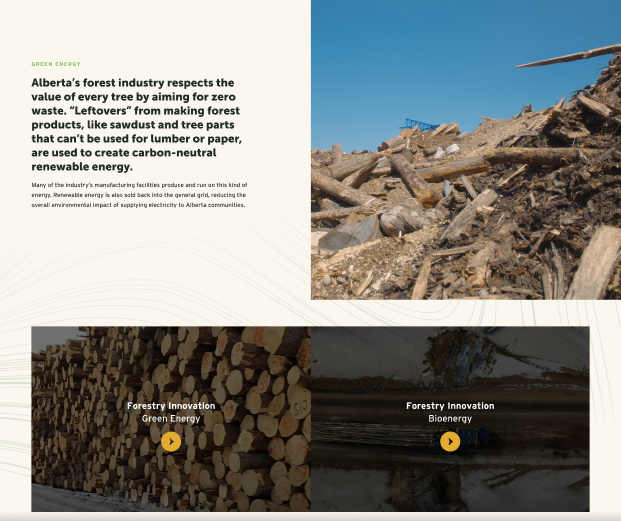 GREEN ENERGY
Alberta’s forest industry respects the
value of every tree by aiming for zero
waste. “Leftovers” from making forest
products, like sawdust and tree parts
that can’t be used for lumber or paper,
are used to create carbon-neutral
renewable energy.
Many of the industry’s manufacturing facilities produce and run on this kind of
energy. Renewable energy is also sold back into the general grid, reducing the
overall environmental impact of supplying electricity to Alberta communities.
Forestry Innovation
Green Energy
Forestry Innovation
Bioenergy